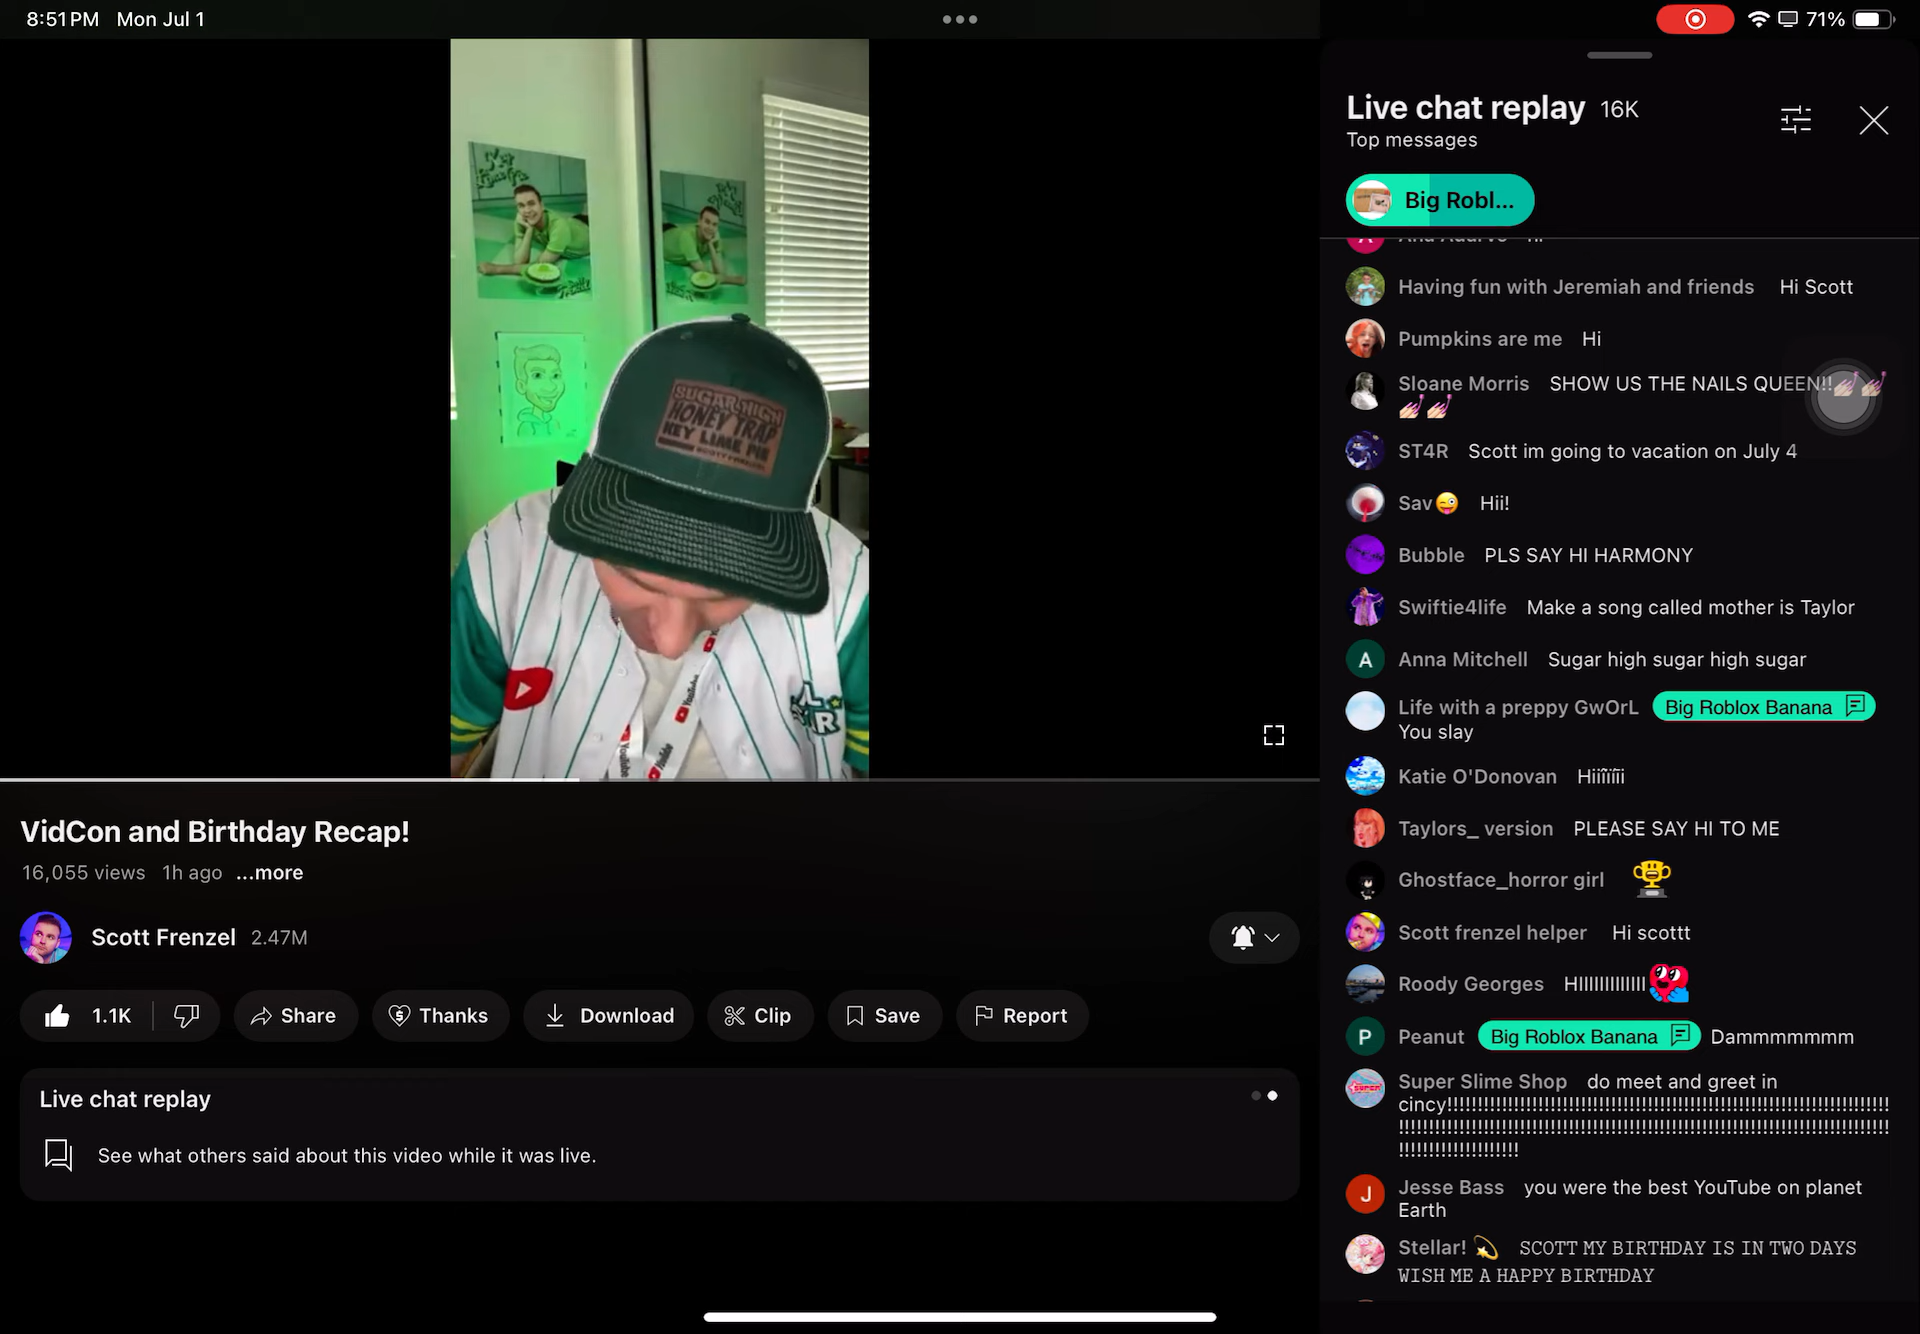 8:51 PM Mon Jul 1
71%
SUGAR HIGH
HONEY TRAP
KEY LIME PIE
YouTube
YouTube
YouTube
VidCon and Birthday Recap!
16,055 views 1h ago ...more
Scott Frenzel 2.47M
1.1K Share Thanks Download Clip Save Report
Live chat replay
See what others said about this video while it was live.
Live chat replay 16K
Top messages
Big Robl...
Having fun with Jeremiah and friends Hi Scott
Pumpkins are me Hi
Sloane Morris SHOW US THE NAILS QUEEN!!💅🏻💅🏻
💅🏻💅🏻
ST4R Scott im going to vacation on July 4
Sav😜 Hii!
Bubble PLS SAY HI HARMONY
Swiftie4life Make a song called mother is Taylor
A Anna Mitchell Sugar high sugar high sugar
Life with a preppy GwOrL Big Roblox Banana
You slay
Katie O'Donovan Hiiîîîîi
Taylors_ version PLEASE SAY HI TO ME
Ghostface_horror girl 🏆
Scott frenzel helper Hi scottt
Roody Georges HIIIIIIIIIIIII
P Peanut Big Roblox Banana Dammmmmmm
Super Slime Shop do meet and greet in
cincy!!!!!!!!!!!!!!!!!!!!!!!!!!!!!!!!!!!!!!!!!!!!!!!!!!!!!!!!!!!!!!!!!!!!!!!!!
!!!!!!!!!!!!!!!!!!!!!!!!!!!!!!!!!!!!!!!!!!!!!!!!!!!!!!!!!!!!!!!!!!!!!!!!!!!!!!!!!
!!!!!!!!!!!!!!!!!!!!
J Jesse Bass you were the best YouTube on planet
Earth
Stellar! 💫 SCOTT MY BIRTHDAY IS IN TWO DAYS
WISH ME A HAPPY BIRTHDAY